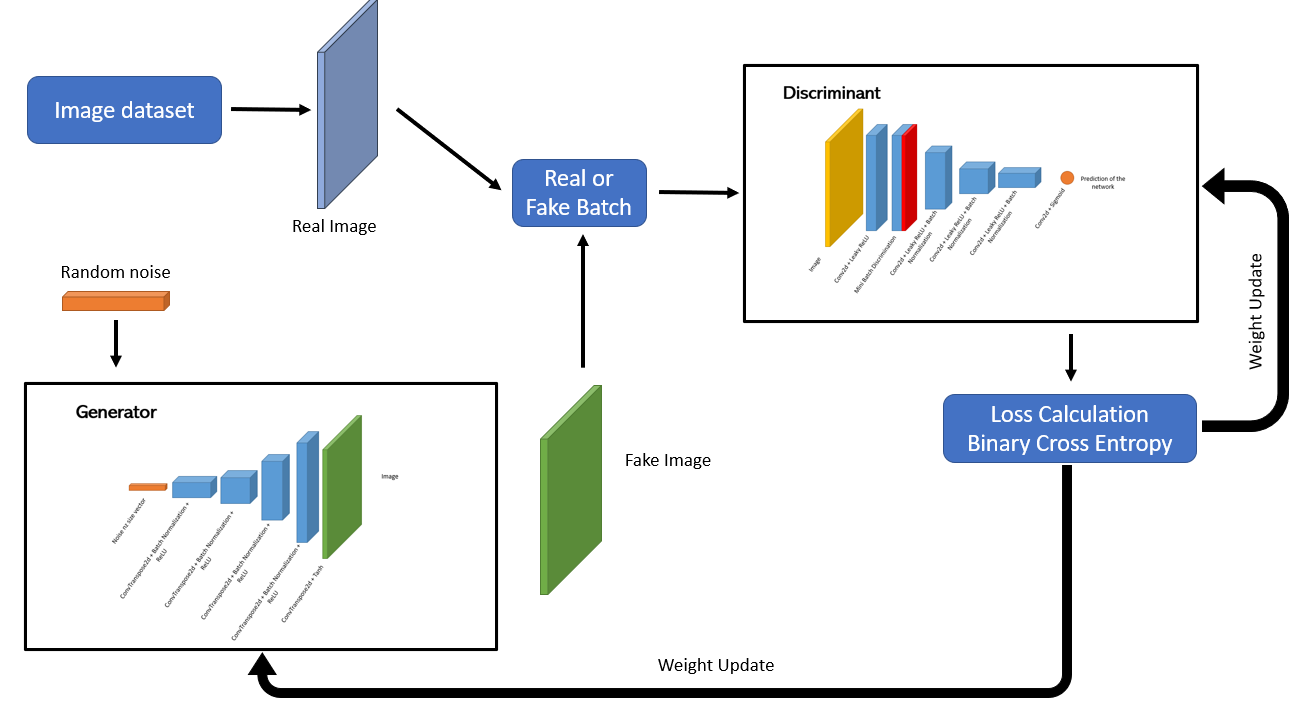 Image dataset
Real Image
Real or
Fake Batch
Random noise
Discriminant
Image
Conv2d + Leaky ReLU
Mini Batch Discrimination
Conv2d + Leaky ReLU + Batch
Normalization
Conv2d + Leaky ReLU + Batch
Normalization
Conv2d + Leaky ReLU + Batch
Normalization
Conv2d + Sigmoid
Prediction of the
network
Weight Update
Loss Calculation
Binary Cross Entropy
Generator
Noise nz size vector
ConvTranspose2d + Batch Normalization +
ReLU
ConvTranspose2d + Batch Normalization +
ReLU
ConvTranspose2d + Batch Normalization +
ReLU
ConvTranspose2d + Batch Normalization +
ReLU
ConvTranspose2d + Tanh
Image
Fake Image
Weight Update